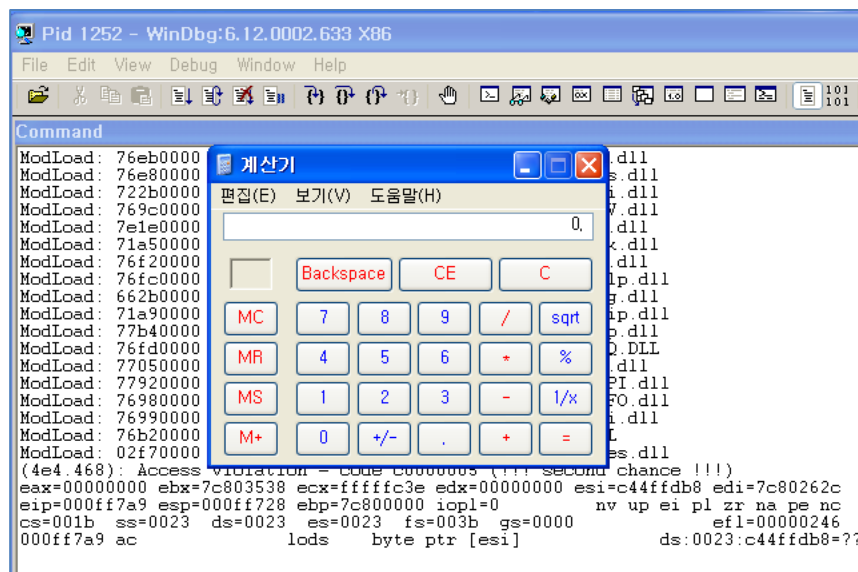 Pid 1252 - WinDbg:6.12.0002.633 X86
File Edit View Debug Window Help
101
101
Command
ModLoad: 76eb0000 .dll
ModLoad: 76e80000 s.dll
ModLoad: 722b0000 i.dll
ModLoad: 769c0000 .dll
ModLoad: 7e1e0000 .dll
ModLoad: 71a50000 k.dll
ModLoad: 76f20000 .dll
ModLoad: 76fc0000 lp.dll
ModLoad: 662b0000 g.dll
ModLoad: 71a90000 ip.dll
ModLoad: 77b40000 p.dll
ModLoad: 76fd0000 Q.DLL
ModLoad: 77050000 .dll
ModLoad: 77920000 PI.dll
ModLoad: 76980000 FO.dll
ModLoad: 76990000 i.dll
ModLoad: 76b20000 L
ModLoad: 02f70000 es.dll
계산기
편집(E) 보기(V) 도움말(H)
0,
Backspace CE C
MC 7 8 9 / sqrt
MR 4 5 6 * %
MS 1 2 3 - 1/x
M+ 0 +/- . + =
(4e4.468): Access violation - code c0000005 (!!! second chance !!!)
eax=00000000 ebx=7c803538 ecx=fffffc3e edx=00000000 esi=c44ffdb8 edi=7c80262c
eip=000ff7a9 esp=000ff728 ebp=7c800000 iopl=0 nv up ei pl zr na pe nc
cs=001b ss=0023 ds=0023 es=0023 fs=003b gs=0000 efl=00000246
000ff7a9 ac lods byte ptr [esi] ds:0023:c44ffdb8=??